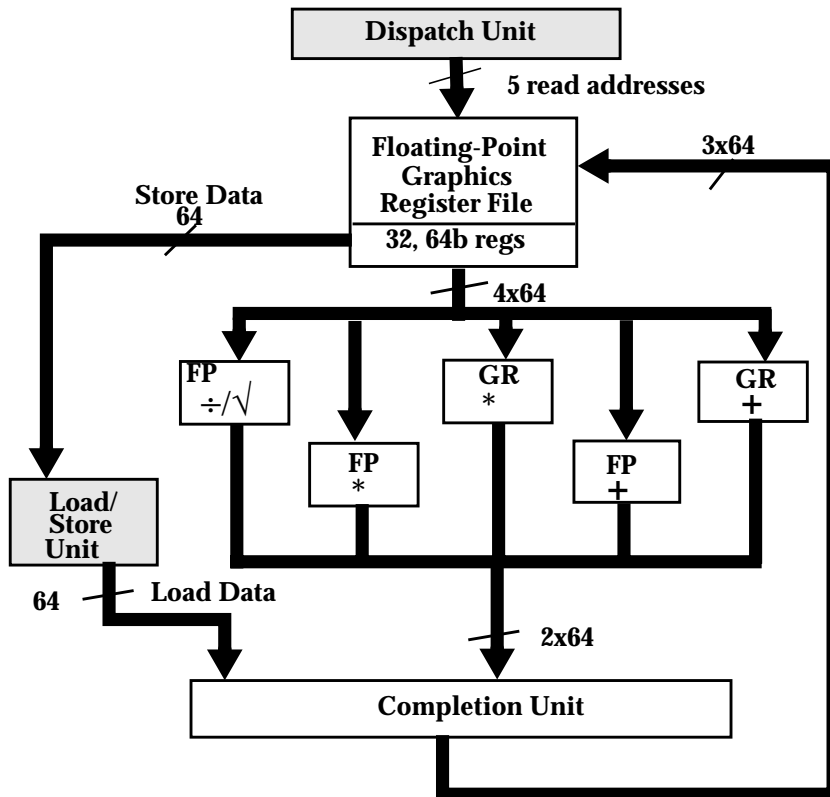 Dispatch Unit
5 read addresses
Floating-Point
Graphics
Register File
32, 64b regs
3x64
Store Data
64
4x64
FP
÷/√
GR
*
GR
+
FP
*
FP
+
Load/
Store
Unit
64
Load Data
2x64
Completion Unit